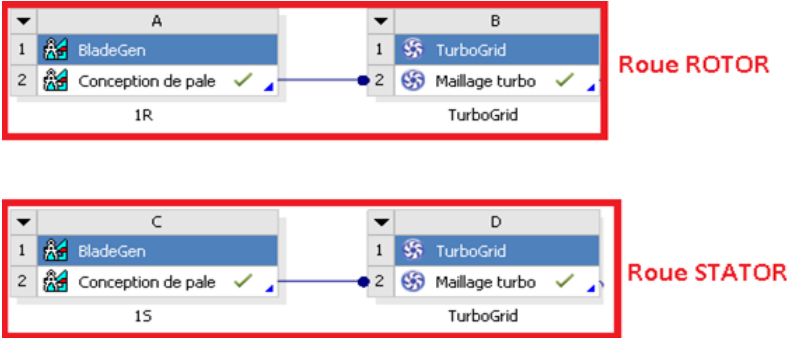 A B
1 BladeGen 1 TurboGrid
Roue ROTOR
2 Conception de pale 2 Maillage turbo
1R TurboGrid
C D
1 BladeGen 1 TurboGrid
Roue STATOR
2 Conception de pale 2 Maillage turbo
1S TurboGrid